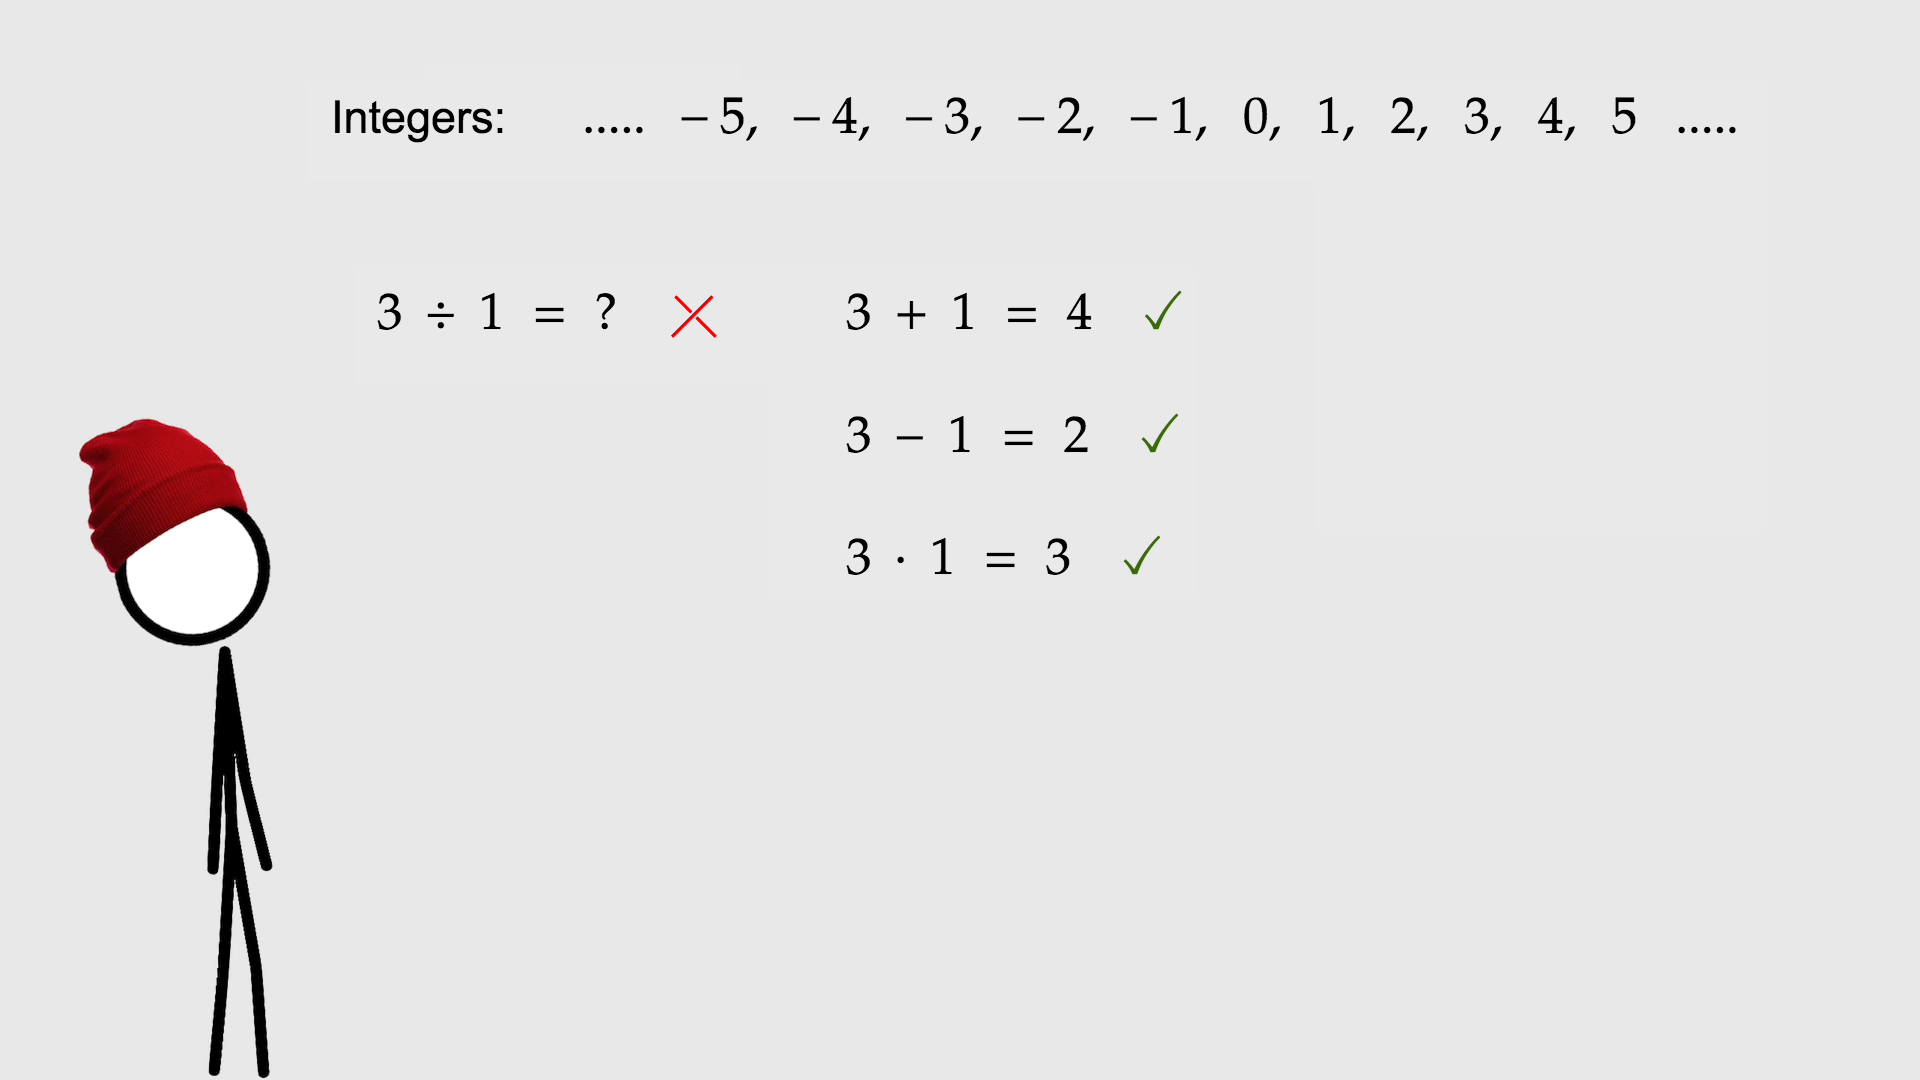 Integers: ..... − 5, − 4, − 3, − 2, − 1, 0, 1, 2, 3, 4, 5 .....
3 ÷ 1 = ? ✕ 3 + 1 = 4 ✓
3 − 1 = 2 ✓
3 · 1 = 3 ✓